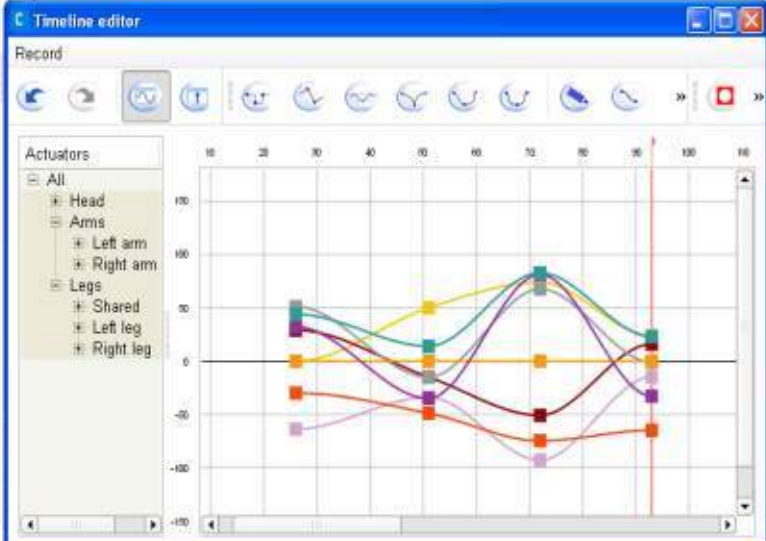 Timeline editor
Record
» »
Actuators
All
Head
Arms
Left arm
Right arm
Legs
Shared
Left leg
Right leg
10 20 30 40 50 60 70 80 90 100 110
150
100
50
0
-50
-100
-150